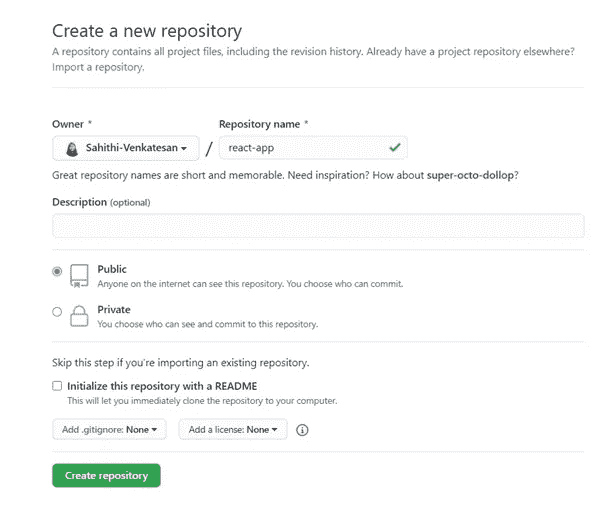 Create a new repository
A repository contains all project files, including the revision history. Already have a project repository elsewhere?
Import a repository.
Owner * Repository name *
Sahithi-Venkatesan / react-app
Great repository names are short and memorable. Need inspiration? How about super-octo-dollop?
Description (optional)
Public
Anyone on the internet can see this repository. You choose who can commit.
Private
You choose who can see and commit to this repository.
Skip this step if you're importing an existing repository.
Initialize this repository with a README
This will let you immediately clone the repository to your computer.
Add .gitignore: None Add a license: None
Create repository